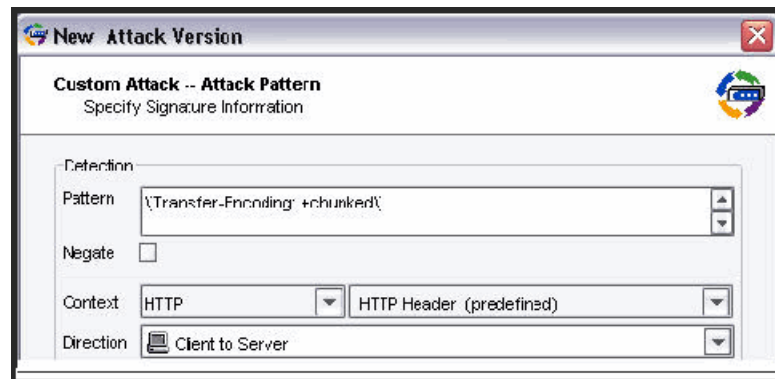 New Attack Version
Custom Attack -- Attack Pattern
Specify Signature Information
Detection
Pattern \(Transfer-Encoding: +chunked\(
Negate
Context HTTP HTTP Header (predefined)
Direction Client to Server